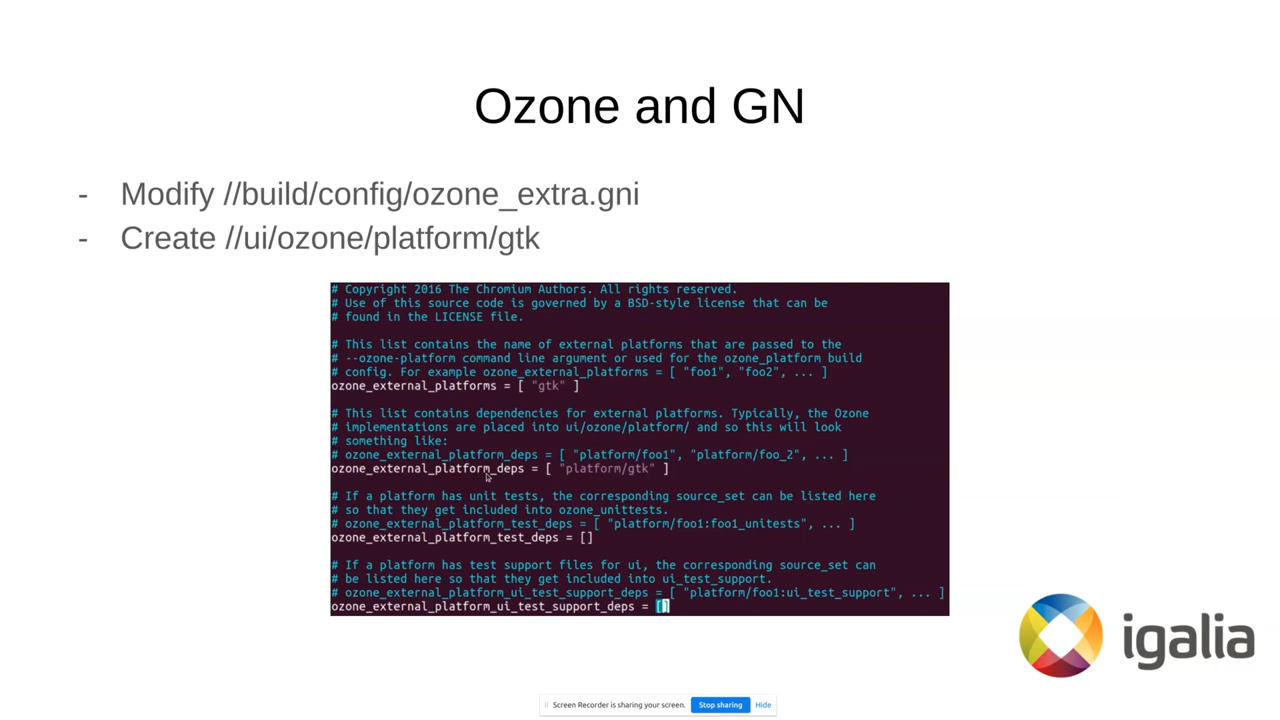 Ozone and GN
- Modify //build/config/ozone_extra.gni
- Create //ui/ozone/platform/gtk
# Copyright 2016 The Chromium Authors. All rights reserved.
# Use of this source code is governed by a BSD-style license that can be
# found in the LICENSE file.
# This list contains the name of external platforms that are passed to the
# --ozone-platform command line argument or used for the ozone_platform build
# config. For example ozone_external_platforms = [ "foo1", "foo2", ... ]
ozone_external_platforms = [ "gtk" ]
# This list contains dependencies for external platforms. Typically, the Ozone
# implementations are placed into ui/ozone/platform/ and so this will look
# something like:
# ozone_external_platform_deps = [ "platform/foo1", "platform/foo_2", ... ]
ozone_external_platform_deps = [ "platform/gtk" ]
# If a platform has unit tests, the corresponding source_set can be listed here
# so that they get included into ozone_unittests.
# ozone_external_platform_test_deps = [ "platform/foo1:foo1_unitests", ... ]
ozone_external_platform_test_deps = []
# If a platform has test support files for ui, the corresponding source_set can
# be listed here so that they get included into ui_test_support.
# ozone_external_platform_ui_test_support_deps = [ "platform/foo1:ui_test_support", ... ]
ozone_external_platform_ui_test_support_deps = []
igalia
Screen Recorder is sharing your screen. Stop sharing Hide